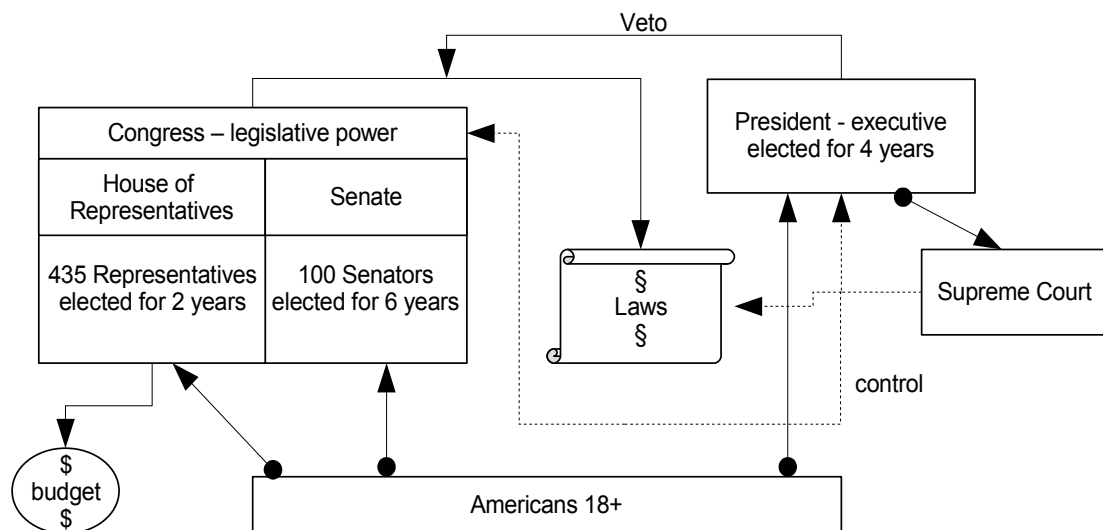 Veto
Congress – legislative power
House of
Representatives
Senate
435 Representatives
elected for 2 years
100 Senators
elected for 6 years
President - executive
elected for 4 years
§
Laws
§
Supreme Court
control
$
budget
$
Americans 18+